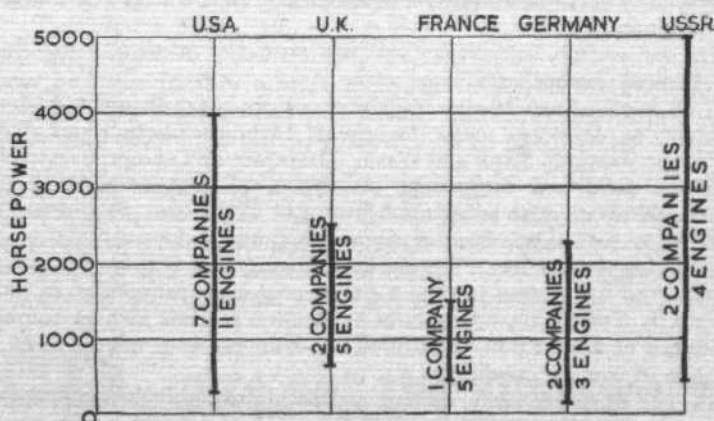 U.S.A. U.K. FRANCE GERMANY U.S.S.R.
5000
4000
3000
2000
1000
0
HORSE POWER
7 COMPANIES
11 ENGINES
2 COMPANIES
5 ENGINES
1 COMPANY
5 ENGINES
2 COMPANIES
3 ENGINES
2 COMPANIES
4 ENGINES